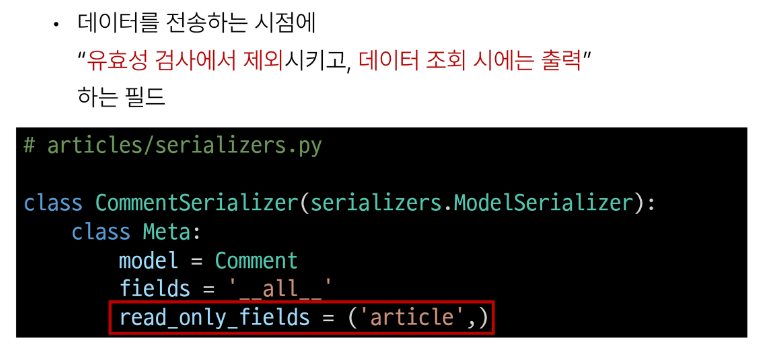 • 데이터를 전송하는 시점에
“유효성 검사에서 제외시키고, 데이터 조회 시에는 출력”
하는 필드
# articles/serializers.py
class CommentSerializer(serializers.ModelSerializer):
    class Meta:
        model = Comment
        fields = '__all__'
        read_only_fields = ('article',)